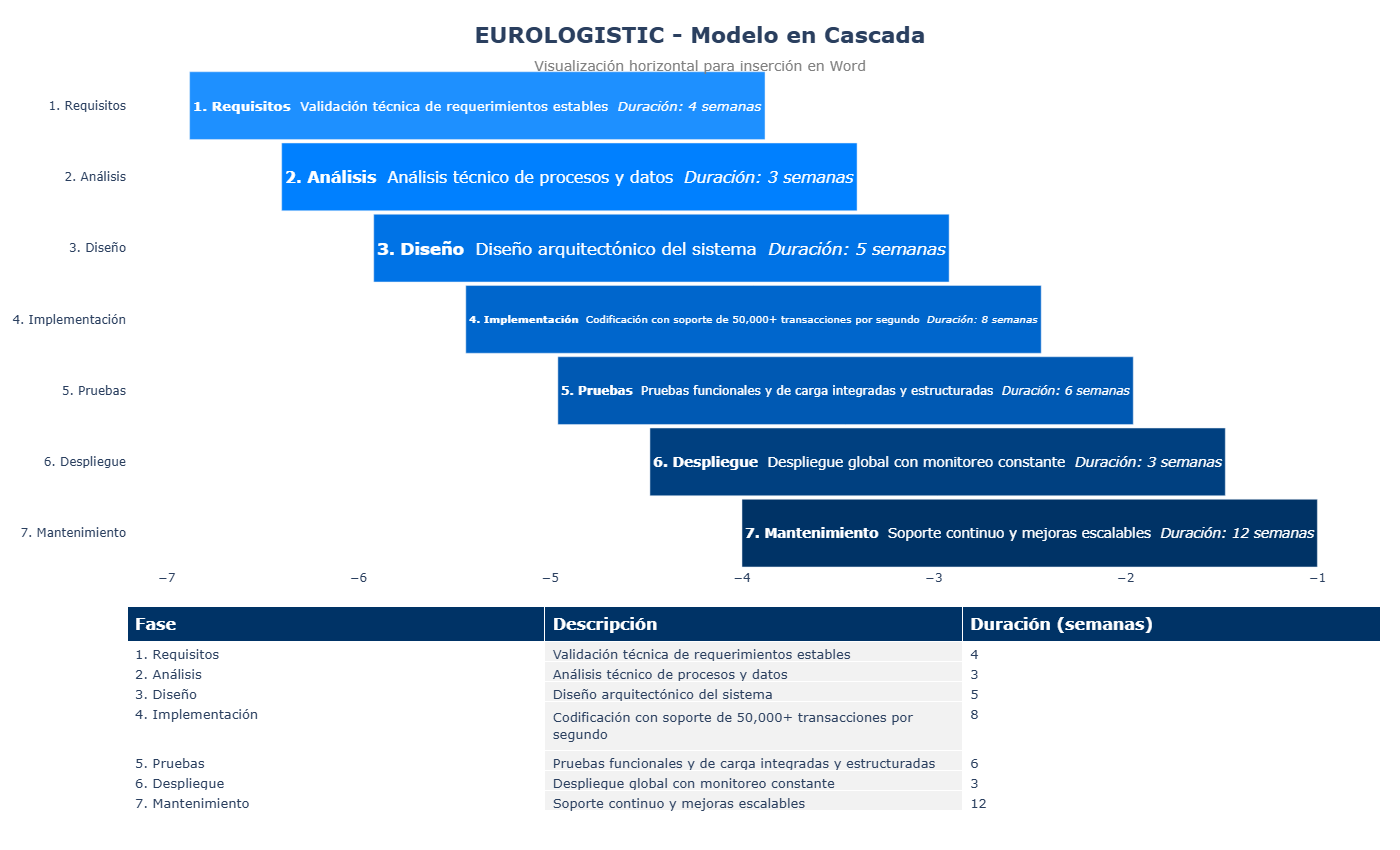 EUROLOGISTIC - Modelo en Cascada
Visualización horizontal para inserción en Word
1. Requisitos
1. Requisitos Validación técnica de requerimientos estables Duración: 4 semanas
2. Análisis
2. Análisis Análisis técnico de procesos y datos Duración: 3 semanas
3. Diseño
3. Diseño Diseño arquitectónico del sistema Duración: 5 semanas
4. Implementación
4. Implementación Codificación con soporte de 50,000+ transacciones por segundo Duración: 8 semanas
5. Pruebas
5. Pruebas Pruebas funcionales y de carga integradas y estructuradas Duración: 6 semanas
6. Despliegue
6. Despliegue Despliegue global con monitoreo constante Duración: 3 semanas
7. Mantenimiento
7. Mantenimiento Soporte continuo y mejoras escalables Duración: 12 semanas
−7 −6 −5 −4 −3 −2 −1
Fase Descripción Duración (semanas)
1. Requisitos Validación técnica de requerimientos estables 4
2. Análisis Análisis técnico de procesos y datos 3
3. Diseño Diseño arquitectónico del sistema 5
4. Implementación Codificación con soporte de 50,000+ transacciones por 8
segundo
5. Pruebas Pruebas funcionales y de carga integradas y estructuradas 6
6. Despliegue Despliegue global con monitoreo constante 3
7. Mantenimiento Soporte continuo y mejoras escalables 12